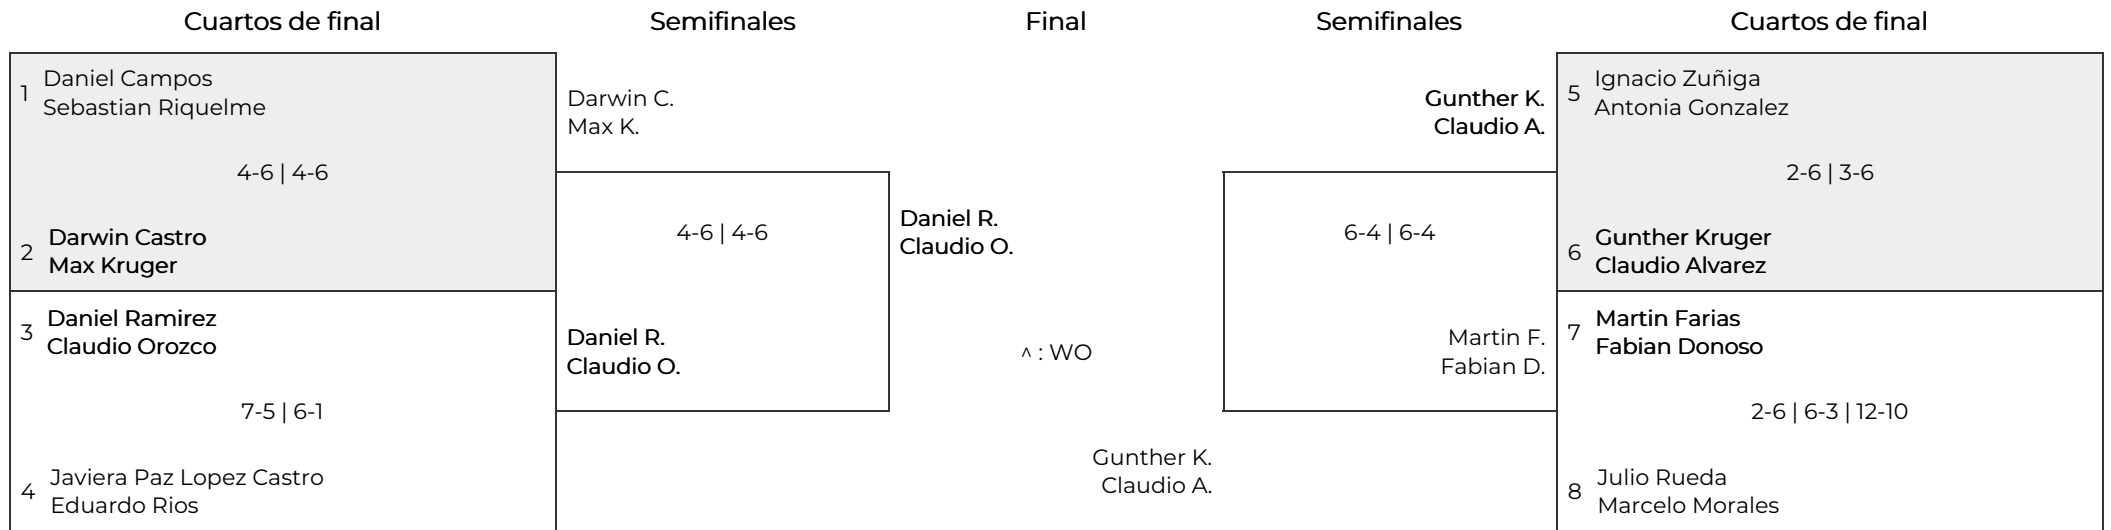 Cuartos de final
Semifinales
Final
Semifinales
Cuartos de final
1
Daniel Campos
Sebastian Riquelme
4-6 | 4-6
2
Darwin Castro
Max Kruger
3
Daniel Ramirez
Claudio Orozco
7-5 | 6-1
4
Javiera Paz Lopez Castro
Eduardo Rios
Darwin C.
Max K.
4-6 | 4-6
Daniel R.
Claudio O.
Daniel R.
Claudio O.
^ : WO
Gunther K.
Claudio A.
Gunther K.
Claudio A.
6-4 | 6-4
Martin F.
Fabian D.
5
Ignacio Zuñiga
Antonia Gonzalez
2-6 | 3-6
6
Gunther Kruger
Claudio Alvarez
7
Martin Farias
Fabian Donoso
2-6 | 6-3 | 12-10
8
Julio Rueda
Marcelo Morales